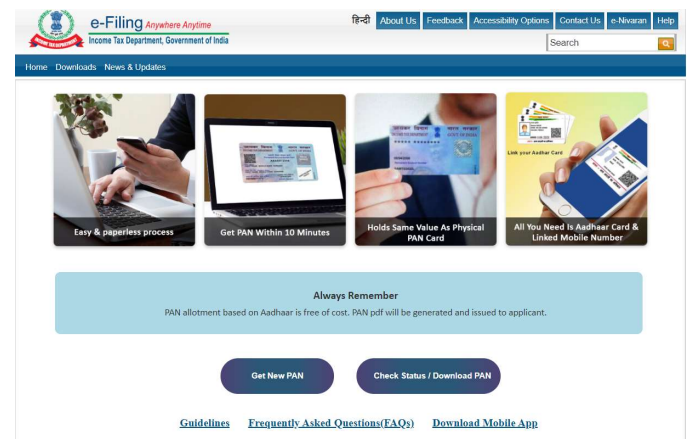 e-Filing Anywhere Anytime
Income Tax Department, Government of India
हिन्दी About Us Feedback Accessibility Options Contact Us e-Nivaran Help
Search
Home Downloads News & Updates
Easy & paperless process
Get PAN Within 10 Minutes
Holds Same Value As Physical
PAN Card
Link your Aadhar Card
All You Need Is Aadhaar Card &
Linked Mobile Number
Always Remember
PAN allotment based on Aadhaar is free of cost. PAN pdf will be generated and issued to applicant.
Get New PAN
Check Status / Download PAN
Guidelines Frequently Asked Questions(FAQs) Download Mobile App